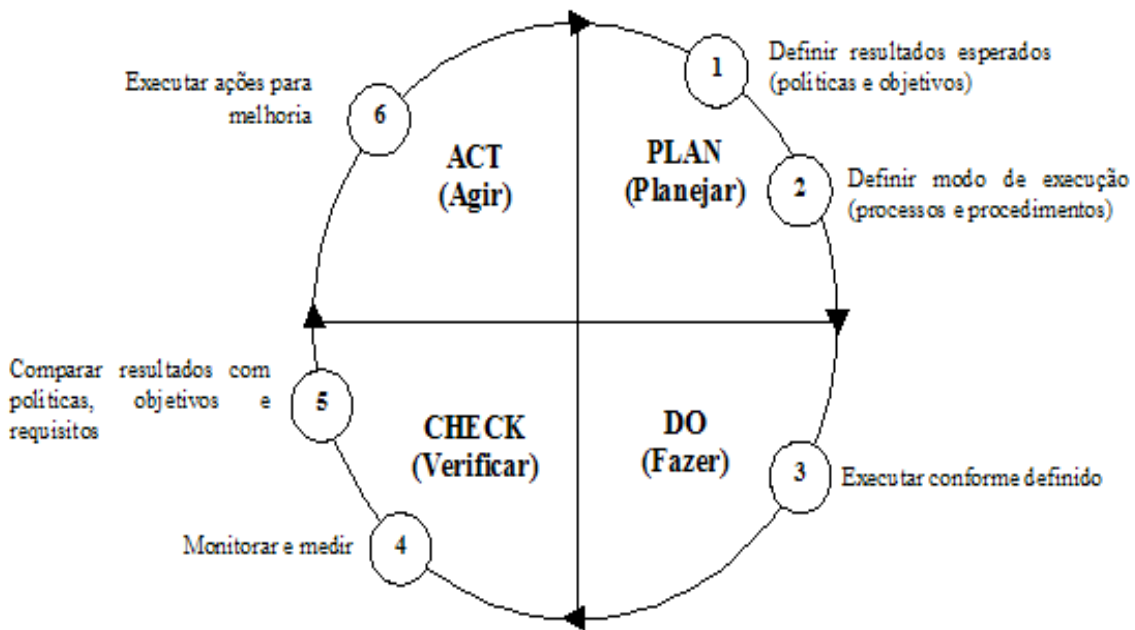 1
Definir resultados esperados
(políticas e objetivos)
2
Definir modo de execução
(processos e procedimentos)
PLAN
(Planejar)
3
Executar conforme definido
DO
(Fazer)
4
Monitorar e medir
5
Comparar resultados com
políticas, objetivos e
requisitos
CHECK
(Verificar)
6
Executar ações para
melhoria
ACT
(Agir)